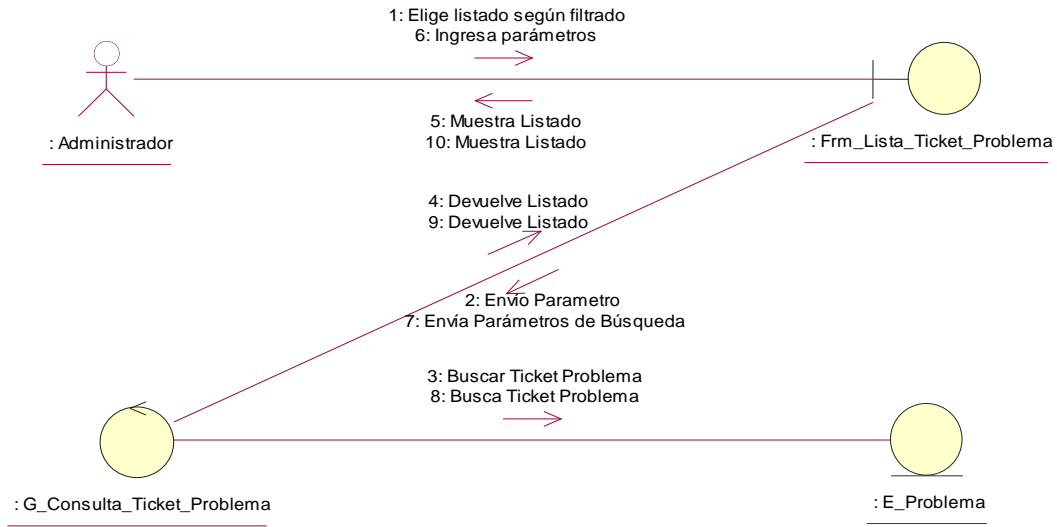 1: Elige listado según filtrado
6: Ingresa parámetros
5: Muestra Listado
10: Muestra Listado
: Administrador
: Frm_Lista_Ticket_Problema
4: Devuelve Listado
9: Devuelve Listado
2: Envío Parametro
7: Envía Parámetros de Búsqueda
3: Buscar Ticket Problema
8: Busca Ticket Problema
: G_Consulta_Ticket_Problema
: E_Problema